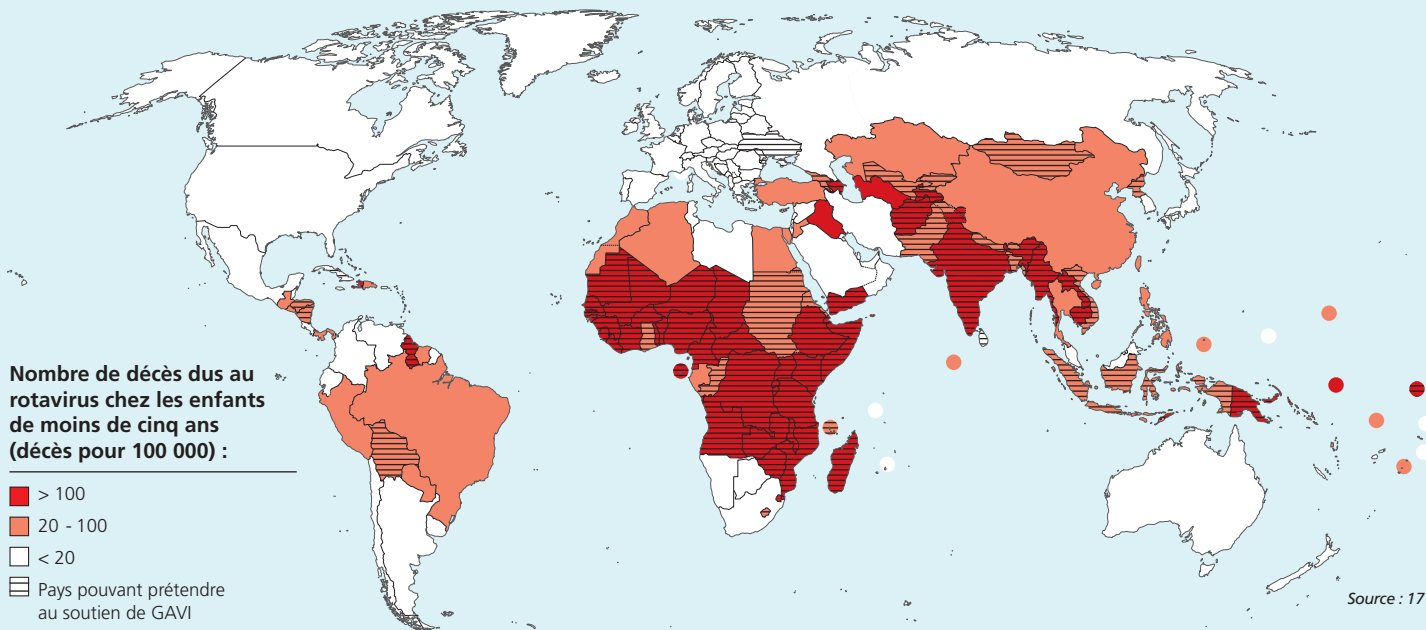 Nombre de décès dus au
rotavirus chez les enfants
de moins de cinq ans
(décès pour 100 000) :
> 100
20 - 100
< 20
Pays pouvant prétendre
au soutien de GAVI
Source : 17